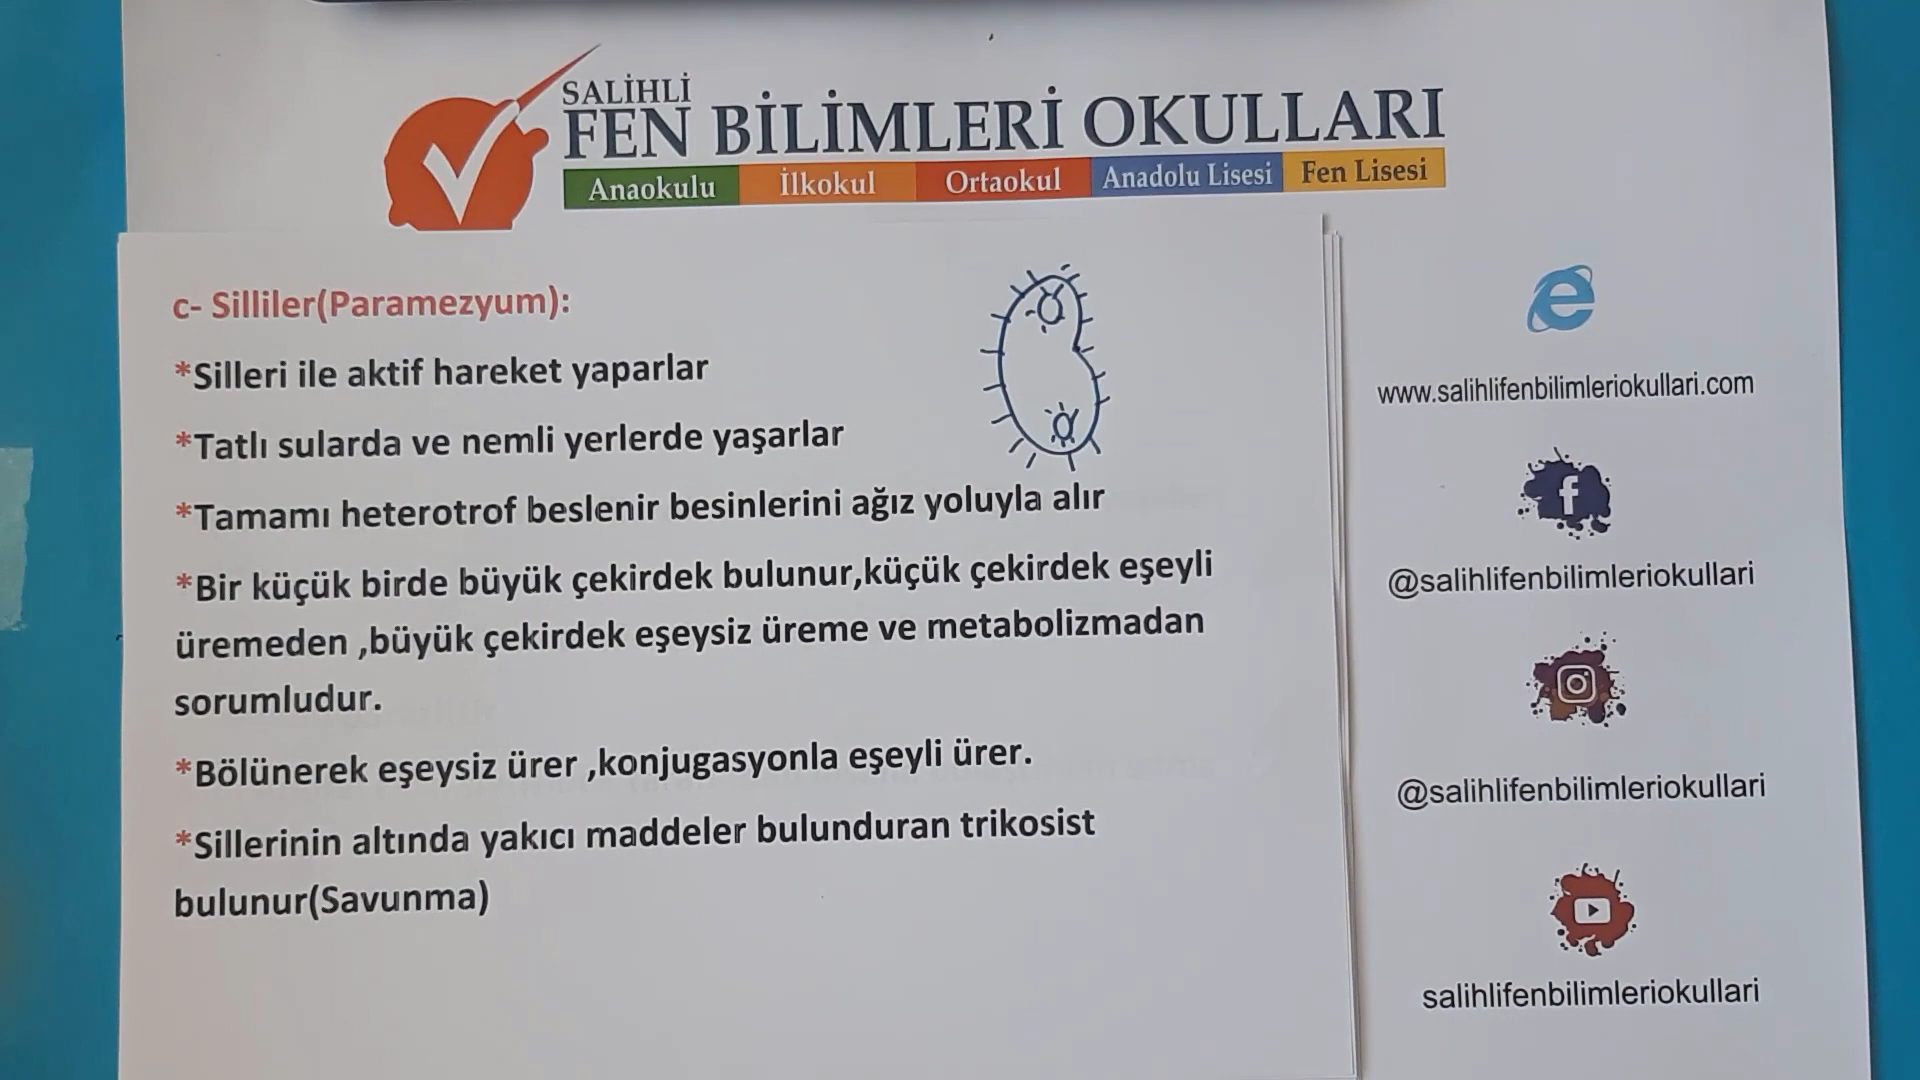 SALİHLİ
FEN BİLİMLERİ OKULLARI
Anaokulu İlkokul Ortaokul Anadolu Lisesi Fen Lisesi
c- Silliler(Paramezyum):
*Silleri ile aktif hareket yaparlar
*Tatlı sularda ve nemli yerlerde yaşarlar
*Tamamı heterotrof beslenir besinlerini ağız yoluyla alır
*Bir küçük birde büyük çekirdek bulunur,küçük çekirdek eşeyli
üremeden ,büyük çekirdek eşeysiz üreme ve metabolizmadan
sorumludur.
*Bölünerek eşeysiz ürer ,konjugasyonla eşeyli ürer.
*Sillerinin altında yakıcı maddeler bulunduran trikosist
bulunur(Savunma)
www.salihlifenbilimleriokullari.com
@salihlifenbilimleriokullari
@salihlifenbilimleriokullari
salihlifenbilimleriokullari